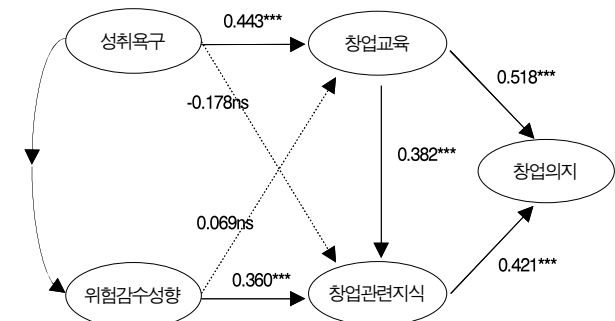 0.443***
성취욕구
창업교육
0.518***
-0.178ns
0.382***
창업의지
0.069ns
0.360***
0.421***
위험감수성향
창업관련지식